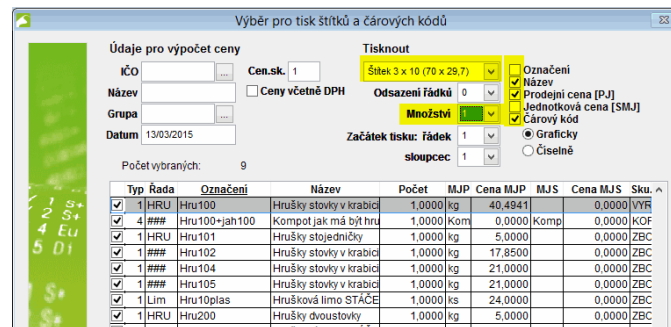 Výběr pro tisk štítků a čárových kódů
Údaje pro výpočet ceny
Tisknout
IČO ... Cen.sk. 1
Štítek 3 x 10 (70 x 29,7)
Označení
Název
Ceny včetně DPH
Odsazení řádků 0
Název
Prodejní cena [PJ]
Grupa ...
Množství 1
Jednotková cena [SMJ]
Čárový kód
Datum 13/03/2015
Začátek tisku: řádek 1
Graficky
sloupcec 1
Číselně
Počet vybraných: 9
Typ Řada Označení Název Počet MJP Cena MJP MJS Cena MJS Sku.
1 HRU Hru100 Hrušky stovky v krabici 1,0000 kg 40,4941 0,0000 VÝR
4 ### Hru100+jah100 Kompot jak má být hru 1,0000 Kom 0,0000 Komp 0,0000 KOF
1 HRU Hru101 Hrušky stojedničky 1,0000 kg 5,0000 0,0000 ZBO
1 ### Hru102 Hrušky stovky v krabici 1,0000 kg 17,8500 0,0000 ZBO
1 ### Hru104 Hrušky stovky v krabici 1,0000 kg 21,0000 0,0000 ZBO
1 ### Hru105 Hrušky stovky v krabici 1,0000 kg 21,0000 0,0000 ZBO
1 Lim Hru10plas Hrušková limo STÁČE 1,0000 ks 24,0000 0,0000 ZBO
1 HRU Hru200 Hrušky dvoustovky 1,0000 kg 5,0000 0,0000 ZBO